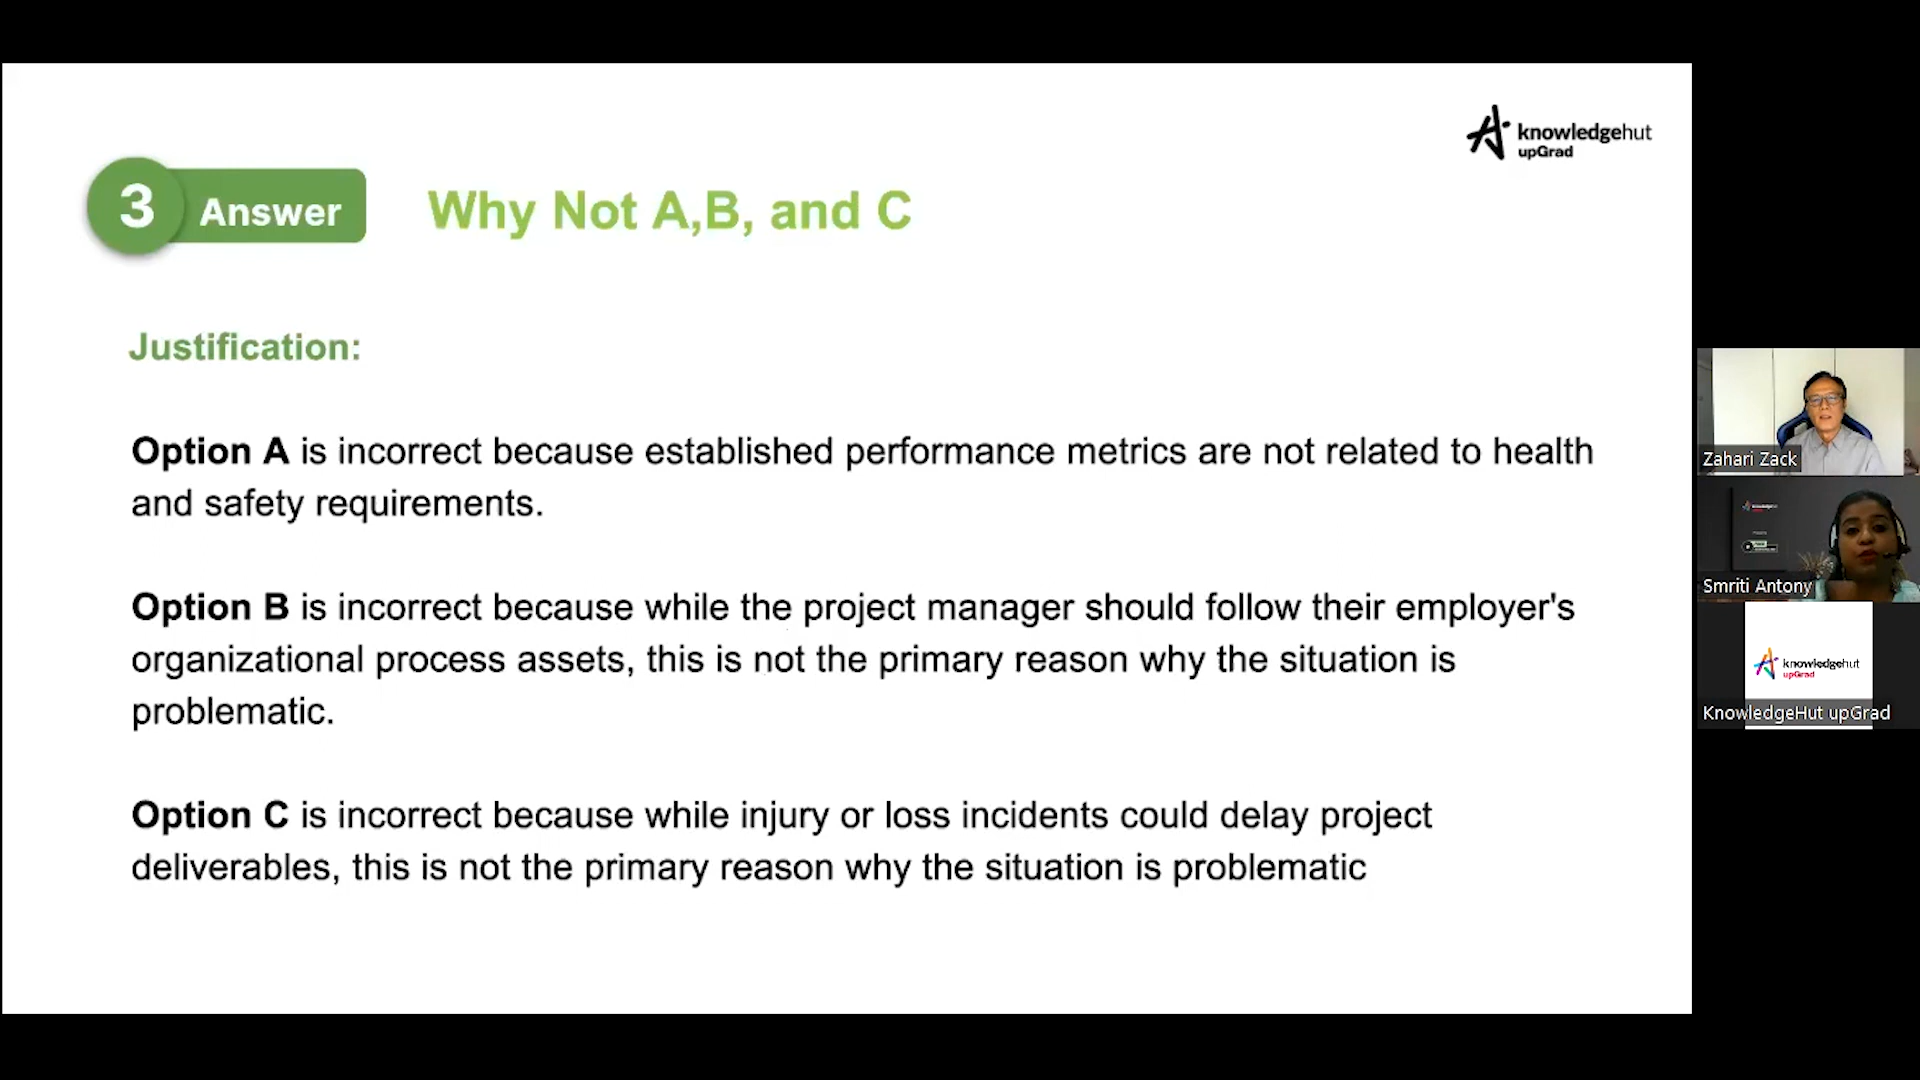 knowledgehut
upGrad
3 Answer
Why Not A,B, and C
Justification:
Option A is incorrect because established performance metrics are not related to health
and safety requirements.
Option B is incorrect because while the project manager should follow their employer's
organizational process assets, this is not the primary reason why the situation is
problematic.
Option C is incorrect because while injury or loss incidents could delay project
deliverables, this is not the primary reason why the situation is problematic
Zahari Zack
Smriti Antony
knowledgehut
upGrad
KnowledgeHut upGrad